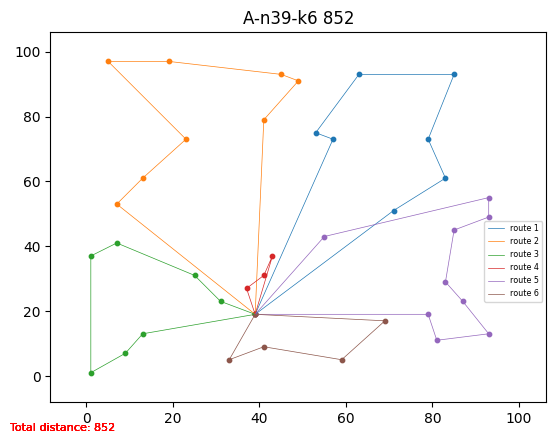 A-n39-k6 852
100
80
60
40
20
0
route 1
route 2
route 3
route 4
route 5
route 6
0 20 40 60 80 100
Total distance: 852